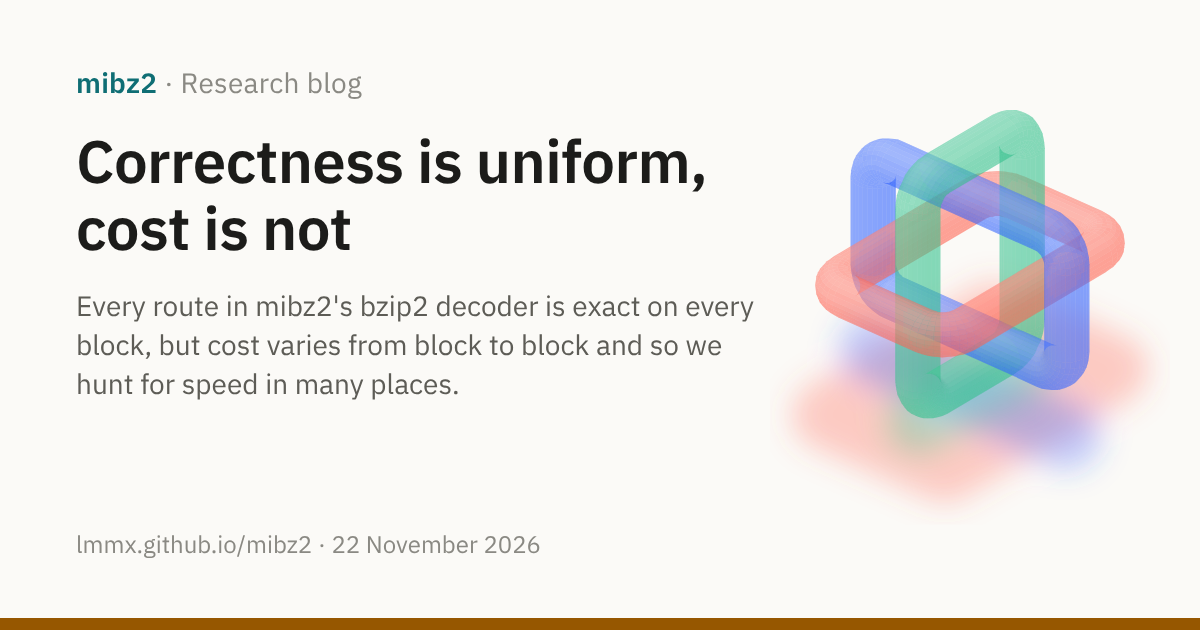 mibz2 · Research blog
Correctness is uniform,
cost is not
Every route in mibz2's bzip2 decoder is exact on every
block, but cost varies from block to block and so we
hunt for speed in many places.
lmmx.github.io/mibz2 · 22 November 2026